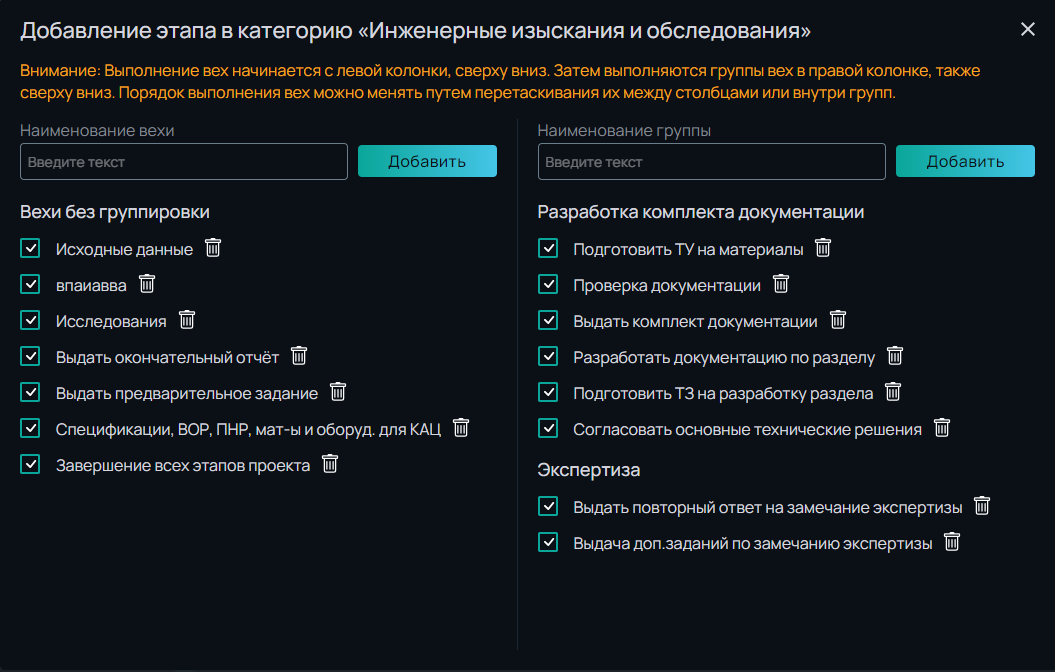 Добавление этапа в категорию «Инженерные изыскания и обследования»
Внимание: Выполнение вех начинается с левой колонки, сверху вниз. Затем выполняются группы вех в правой колонке, также
сверху вниз. Порядок выполнения вех можно менять путем перетаскивания их между столбцами или внутри групп.
Наименование вехи
Введите текст
Добавить
Вехи без группировки
Исходные данные
впаиавва
Исследования
Выдать окончательный отчёт
Выдать предварительное задание
Спецификации, ВОР, ПНР, мат-ы и оборуд. для КАЦ
Завершение всех этапов проекта
Наименование группы
Введите текст
Добавить
Разработка комплекта документации
Подготовить ТУ на материалы
Проверка документации
Выдать комплект документации
Разработать документацию по разделу
Подготовить ТЗ на разработку раздела
Согласовать основные технические решения
Экспертиза
Выдать повторный ответ на замечание экспертизы
Выдача доп.заданий по замечанию экспертизы